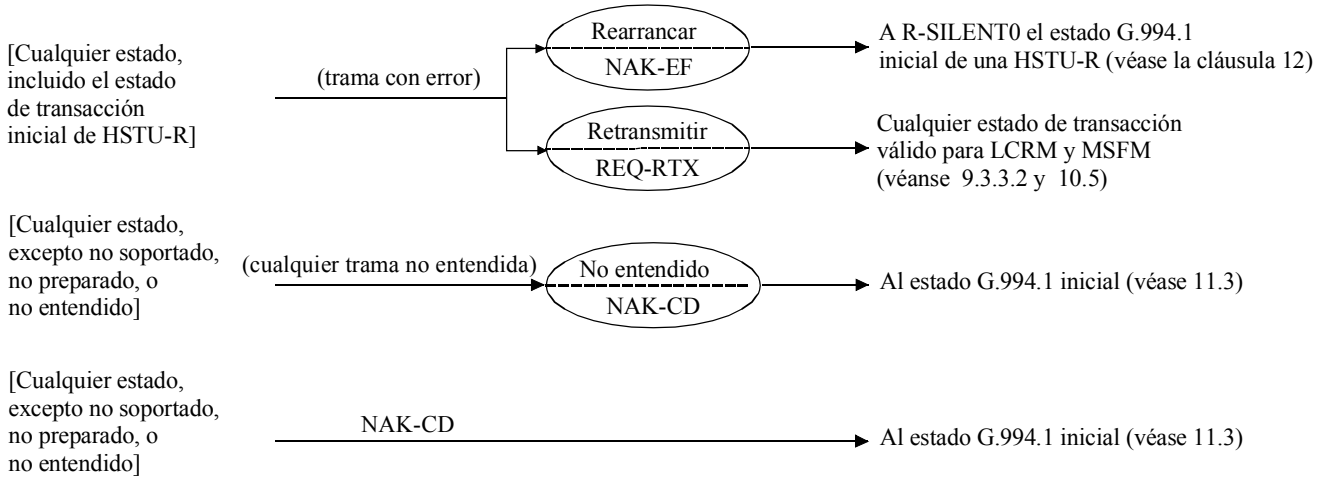 [Cualquier estado,
incluido el estado
de transacción
inicial de HSTU-R]
(trama con error)
Rearrancar
NAK-EF
A R-SILENT0 el estado G.994.1
inicial de una HSTU-R (véase la cláusula 12)
Retransmitir
REQ-RTX
Cualquier estado de transacción
válido para LCRM y MSFM
(véanse 9.3.3.2 y 10.5)
[Cualquier estado,
excepto no soportado,
no preparado, o
no entendido]
(cualquier trama no entendida)
No entendido
NAK-CD
Al estado G.994.1 inicial (véase 11.3)
[Cualquier estado,
excepto no soportado,
no preparado, o
no entendido]
NAK-CD
Al estado G.994.1 inicial (véase 11.3)